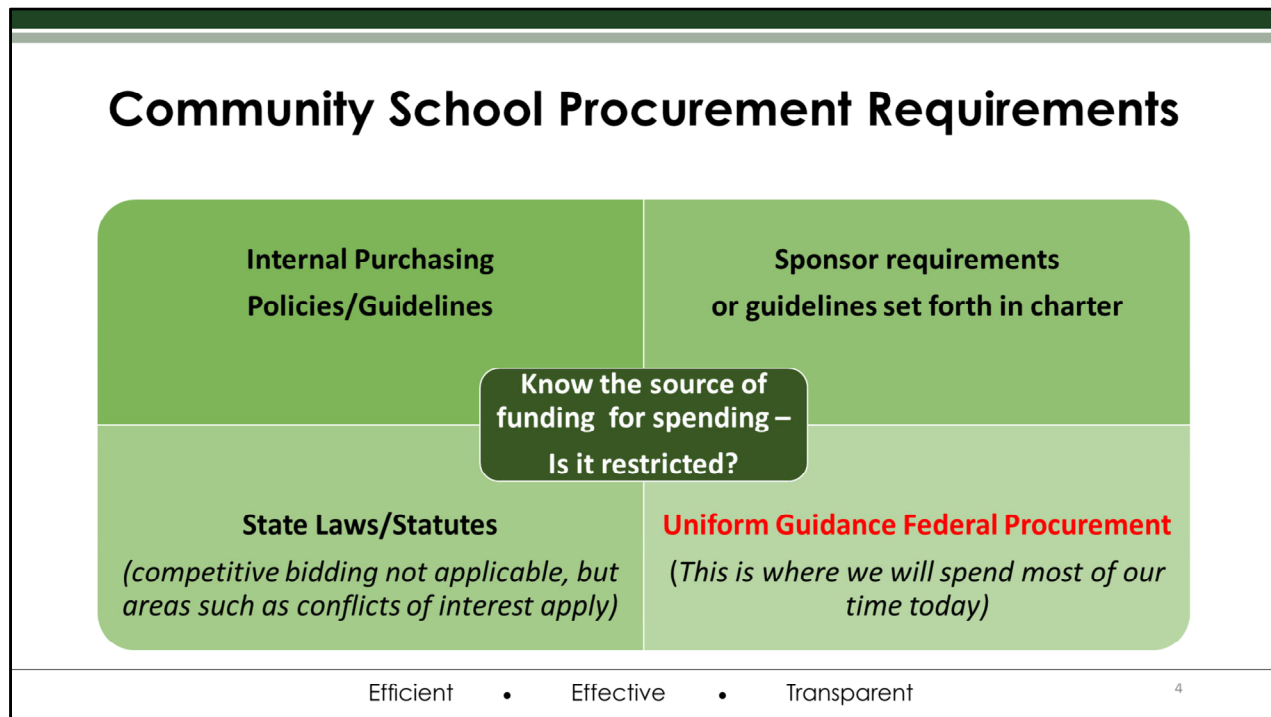 Community School Procurement Requirements
Internal Purchasing
Policies/Guidelines
Sponsor requirements
or guidelines set forth in charter
Know the source of
funding for spending –
Is it restricted?
State Laws/Statutes
(competitive bidding not applicable, but
areas such as conflicts of interest apply)
Uniform Guidance Federal Procurement
(This is where we will spend most of our
time today)
Efficient • Effective • Transparent
4